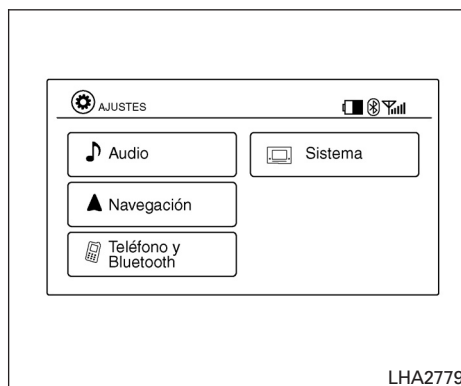 AJUSTES
Audio
Sistema
Navegación
Teléfono y
Bluetooth
LHA2779